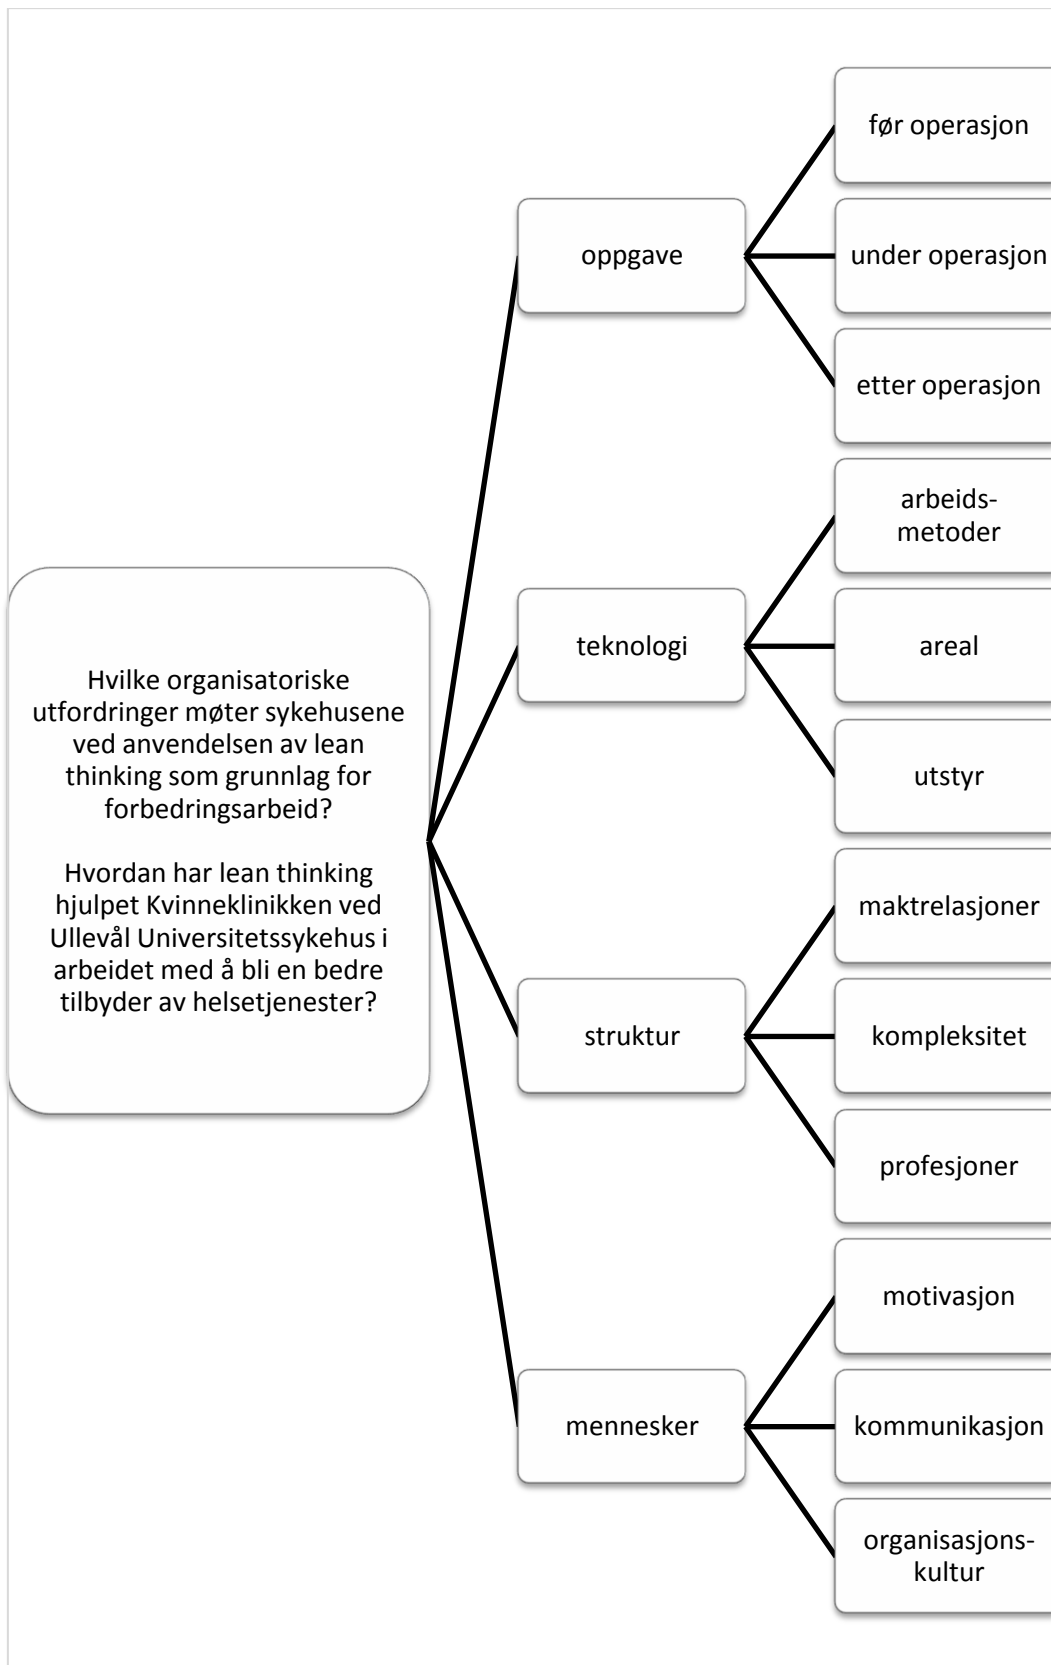 Hvilke organisatoriske
utfordringer møter sykehusene
ved anvendelsen av lean
thinking som grunnlag for
forbedringsarbeid?
Hvordan har lean thinking
hjulpet Kvinneklinikken ved
Ullevål Universitetssykehus i
arbeidet med å bli en bedre
tilbyder av helsetjenester?
oppgave
før operasjon
under operasjon
etter operasjon
teknologi
arbeids-
metoder
areal
utstyr
struktur
maktrelasjoner
kompleksitet
profesjoner
mennesker
motivasjon
kommunikasjon
organisasjons-
kultur